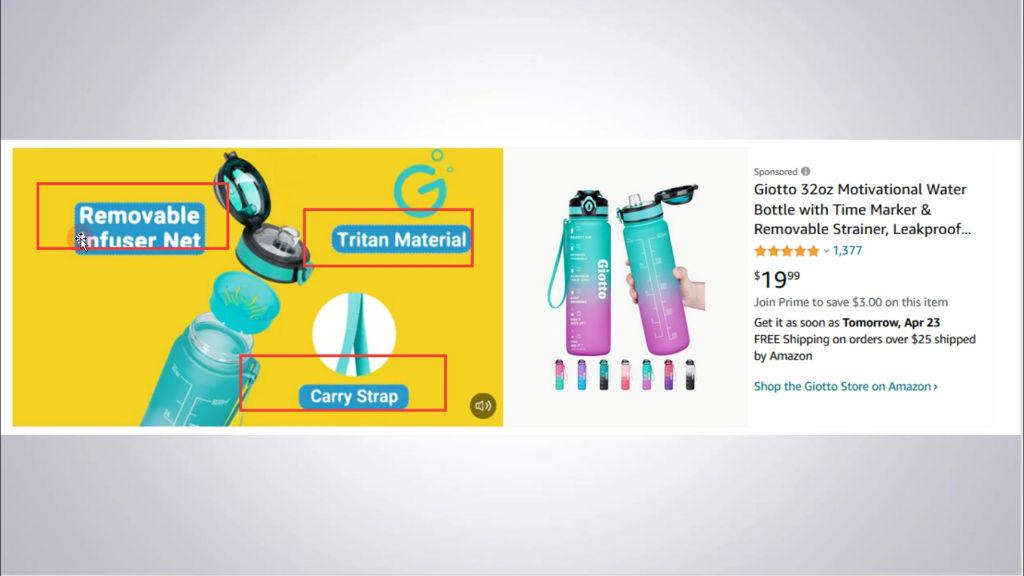 Removable
Infuser Net
Tritan Material
Carry Strap
Giotto
Sponsored
Giotto 32oz Motivational Water
Bottle with Time Marker &
Removable Strainer, Leakproof...
1,377
$19.99
Join Prime to save $3.00 on this item
Get it as soon as Tomorrow, Apr 23
FREE Shipping on orders over $25 shipped
by Amazon
Shop the Giotto Store on Amazon ›